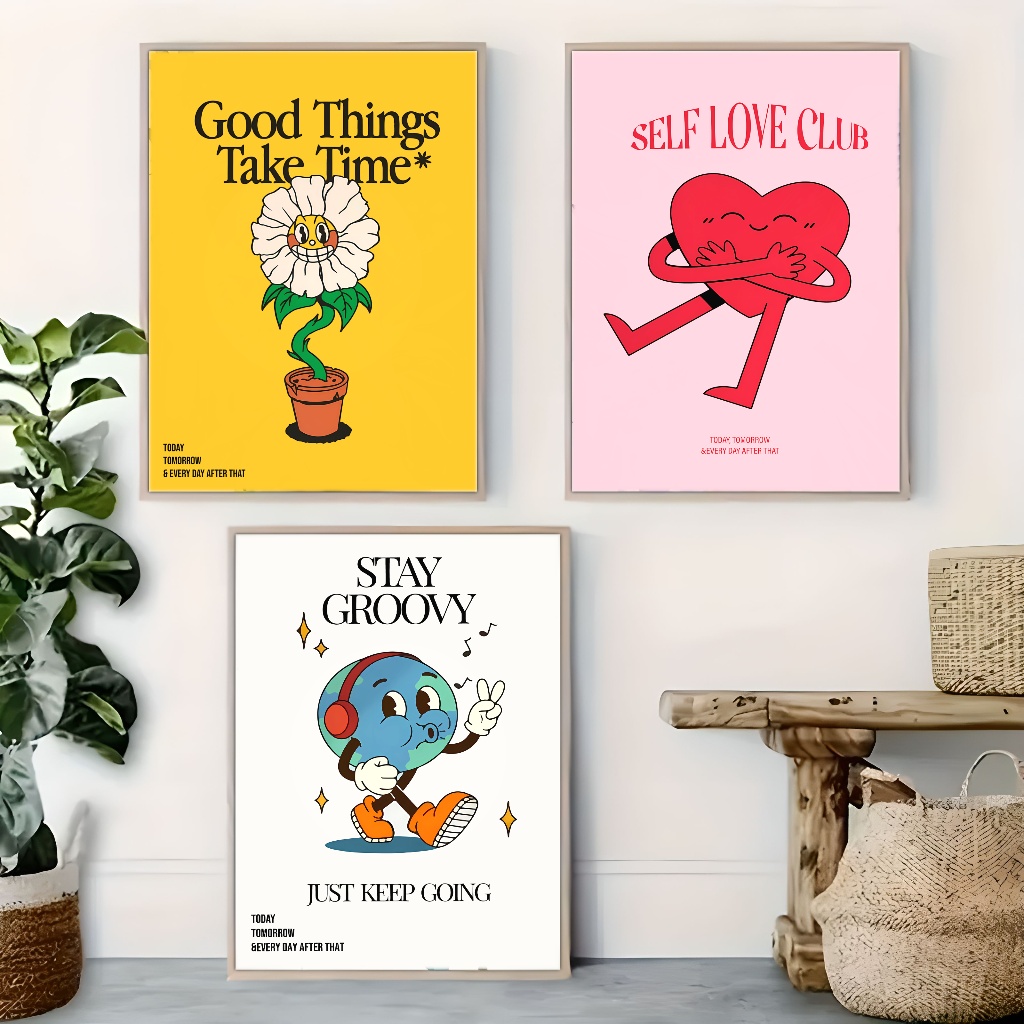 Good Things
Take Time*
TODAY
TOMORROW
& EVERY DAY AFTER THAT
SELF LOVE CLUB
TODAY, TOMORROW
&EVERY DAY AFTER THAT
STAY
GROOVY
JUST KEEP GOING
TODAY
TOMORROW
&EVERY DAY AFTER THAT